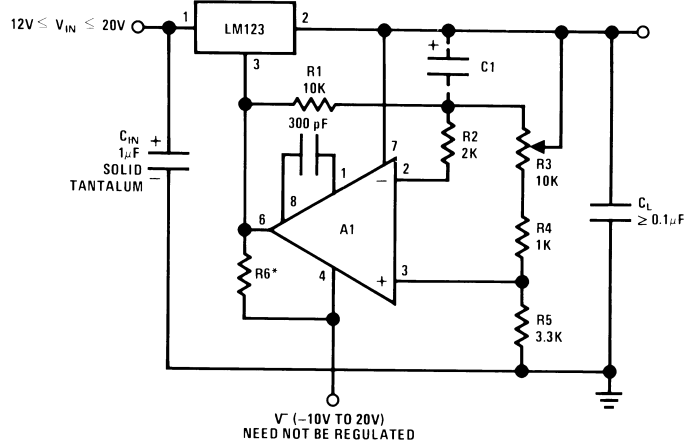 12V ≤ VIN ≤ 20V
1
LM123
2
3
R1
10K
+
C1
300 pF
CIN
1µF
SOLID
TANTALUM
+
−
8
1
7
2
−
R2
2K
R3
10K
CL
≥ 0.1µF
6
A1
R4
1K
R6*
4
+
3
R5
3.3K
V− (−10V TO 20V)
NEED NOT BE REGULATED